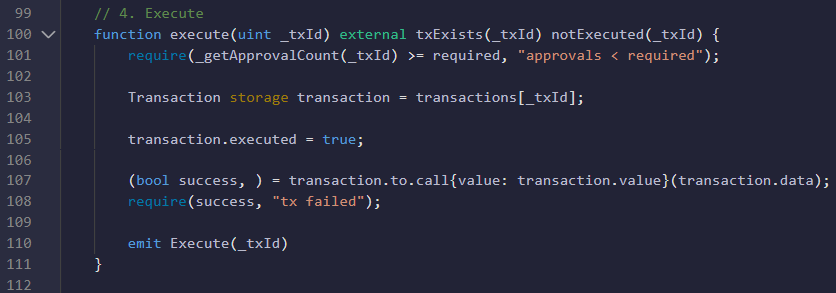 99 // 4. Execute
100 function execute(uint _txId) external txExists(_txId) notExecuted(_txId) {
101 require(_getApprovalCount(_txId) >= required, "approvals < required");
102
103 Transaction storage transaction = transactions[_txId];
104
105 transaction.executed = true;
106
107 (bool success, ) = transaction.to.call{value: transaction.value}(transaction.data);
108 require(success, "tx failed");
109
110 emit Execute(_txId)
111 }
112